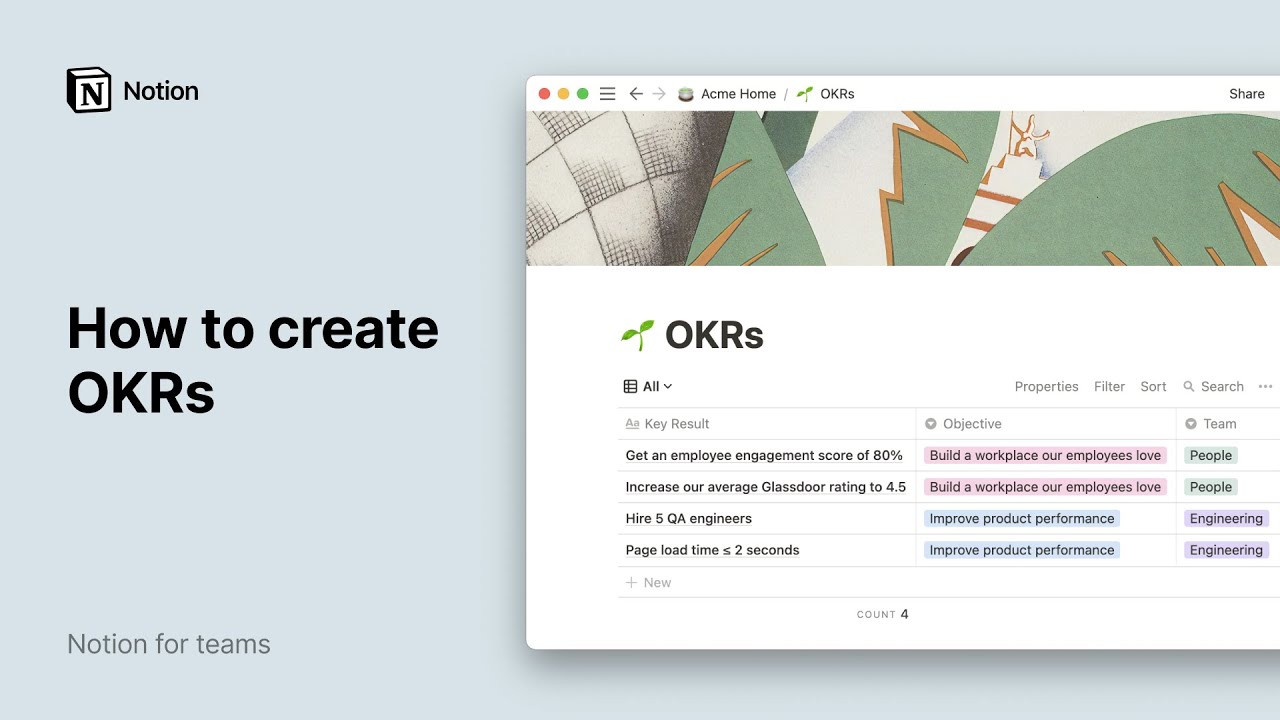 Notion
How to create
OKRs
Notion for teams
Acme Home / OKRs
Share
OKRs
All
Properties Filter Sort Search
Aa Key Result Objective Team
Get an employee engagement score of 80% Build a workplace our employees love People
Increase our average Glassdoor rating to 4.5 Build a workplace our employees love People
Hire 5 QA engineers Improve product performance Engineering
Page load time ≤ 2 seconds Improve product performance Engineering
+ New
COUNT 4